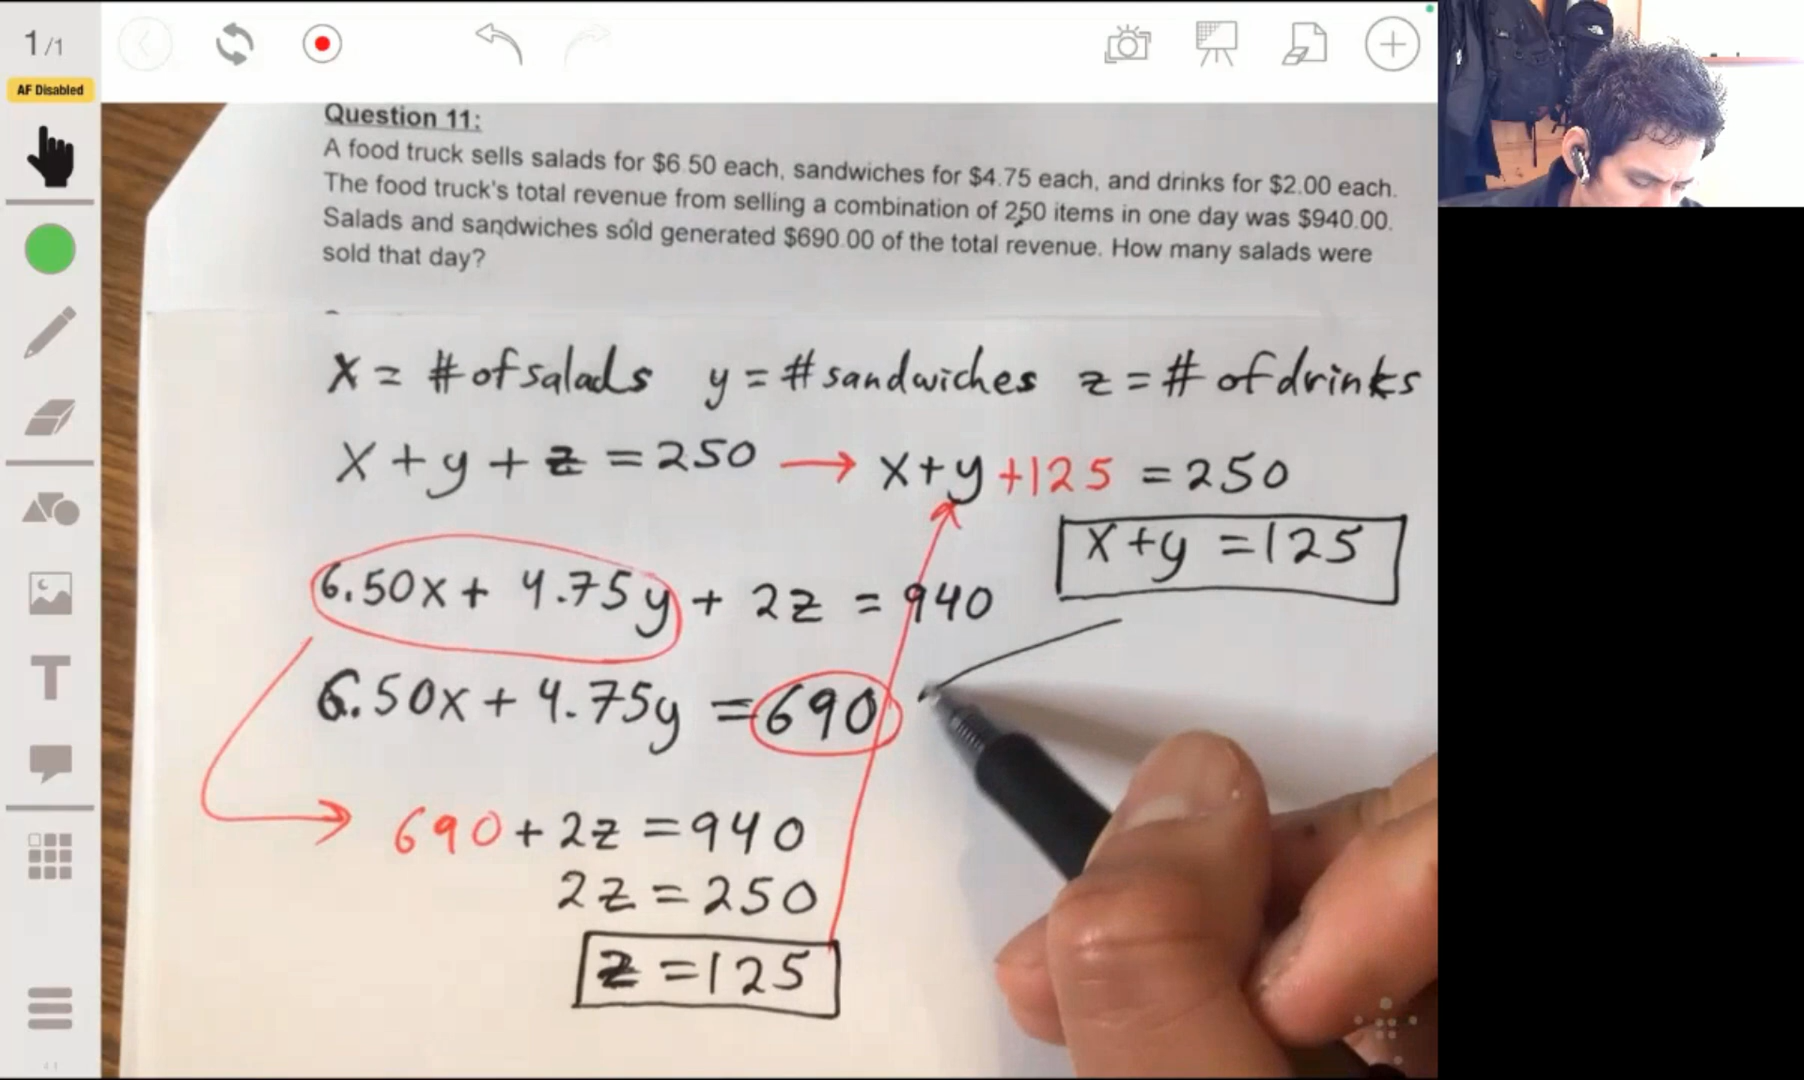 1/1
AF Disabled
Question 11:
A food truck sells salads for $6.50 each, sandwiches for $4.75 each, and drinks for $2.00 each.
The food truck's total revenue from selling a combination of 250 items in one day was $940.00.
Salads and sandwiches sold generated $690.00 of the total revenue. How many salads were
sold that day?
x = # of salads y = # sandwiches z = # of drinks
x + y + z = 250 → x + y + 125 = 250
x + y = 125
6.50x + 4.75y + 2z = 940
6.50x + 4.75y = 690
690 + 2z = 940
2z = 250
z = 125
T